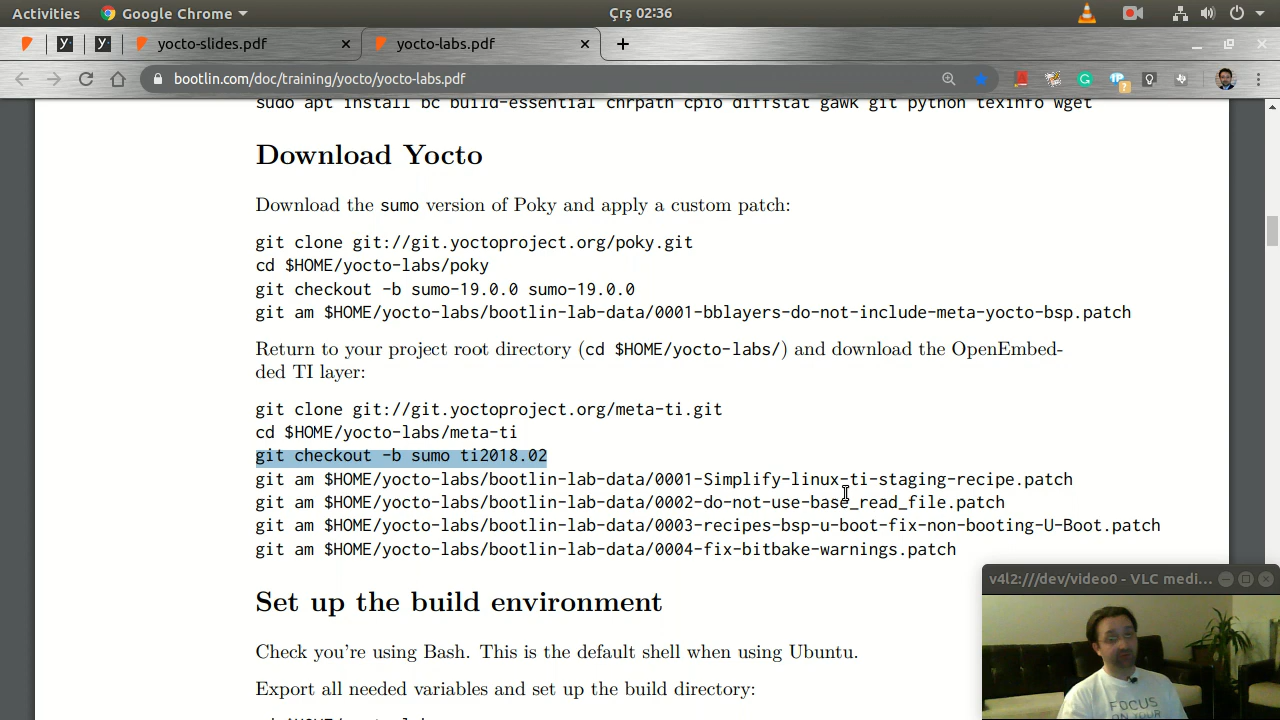 Activities Google Chrome Çrş 02:36
yocto-slides.pdf yocto-labs.pdf
bootlin.com/doc/training/yocto/yocto-labs.pdf
sudo apt install bc build-essential chrpath cpio diffstat gawk git python texinfo wget
Download Yocto
Download the sumo version of Poky and apply a custom patch:
git clone git://git.yoctoproject.org/poky.git
cd $HOME/yocto-labs/poky
git checkout -b sumo-19.0.0 sumo-19.0.0
git am $HOME/yocto-labs/bootlin-lab-data/0001-bblayers-do-not-include-meta-yocto-bsp.patch
Return to your project root directory (cd $HOME/yocto-labs/) and download the OpenEmbed-
ded TI layer:
git clone git://git.yoctoproject.org/meta-ti.git
cd $HOME/yocto-labs/meta-ti
git checkout -b sumo ti2018.02
git am $HOME/yocto-labs/bootlin-lab-data/0001-Simplify-linux-ti-staging-recipe.patch
git am $HOME/yocto-labs/bootlin-lab-data/0002-do-not-use-base_read_file.patch
git am $HOME/yocto-labs/bootlin-lab-data/0003-recipes-bsp-u-boot-fix-non-booting-U-Boot.patch
git am $HOME/yocto-labs/bootlin-lab-data/0004-fix-bitbake-warnings.patch
v4l2:///dev/video0 - VLC medi...
Set up the build environment
Check you're using Bash. This is the default shell when using Ubuntu.
Export all needed variables and set up the build directory:
FOCUS
ON YOUR